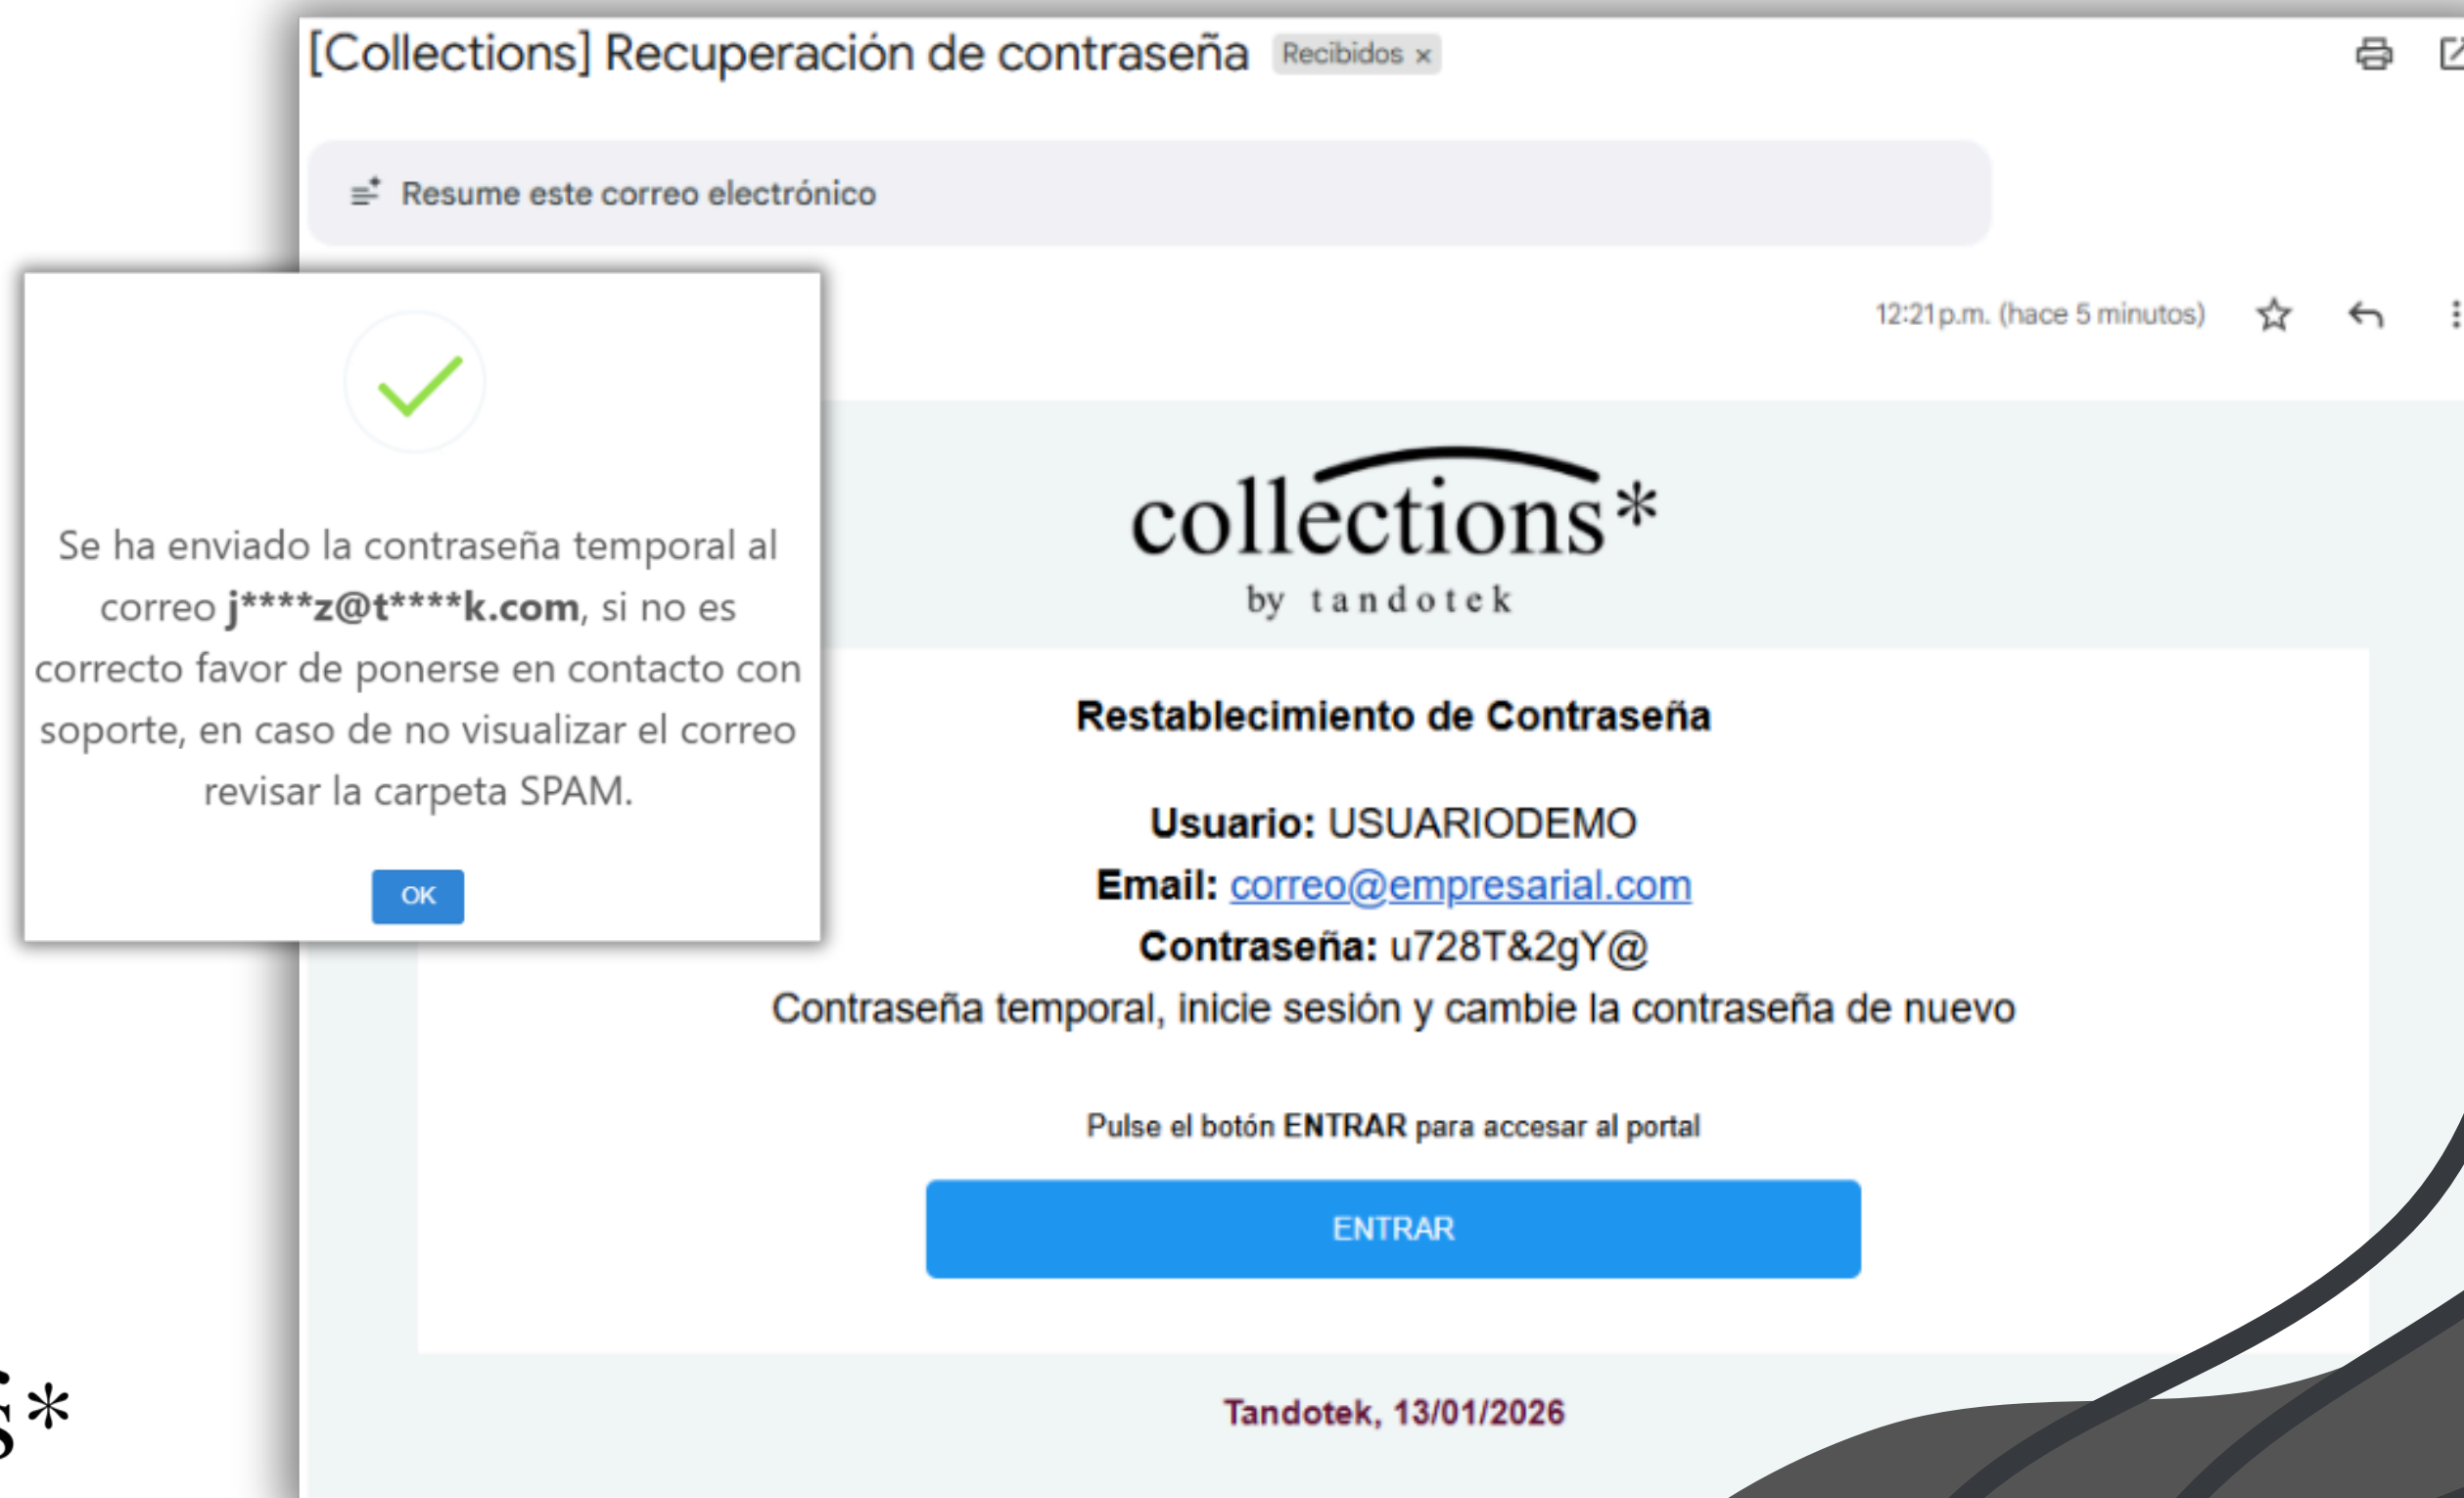 [Collections] Recuperación de contraseña Recibidos x
Resume este correo electrónico
12:21 p.m. (hace 5 minutos)
Se ha enviado la contraseña temporal al
correo j****z@t****k.com, si no es
correcto favor de ponerse en contacto con
soporte, en caso de no visualizar el correo
revisar la carpeta SPAM.
OK
collections*
by tandotek
Restablecimiento de Contraseña
Usuario: USUARIODEMO
Email: correo@empresarial.com
Contraseña: u728T&2gY@
Contraseña temporal, inicie sesión y cambie la contraseña de nuevo
Pulse el botón ENTRAR para accesar al portal
ENTRAR
Tandotek, 13/01/2026
s*